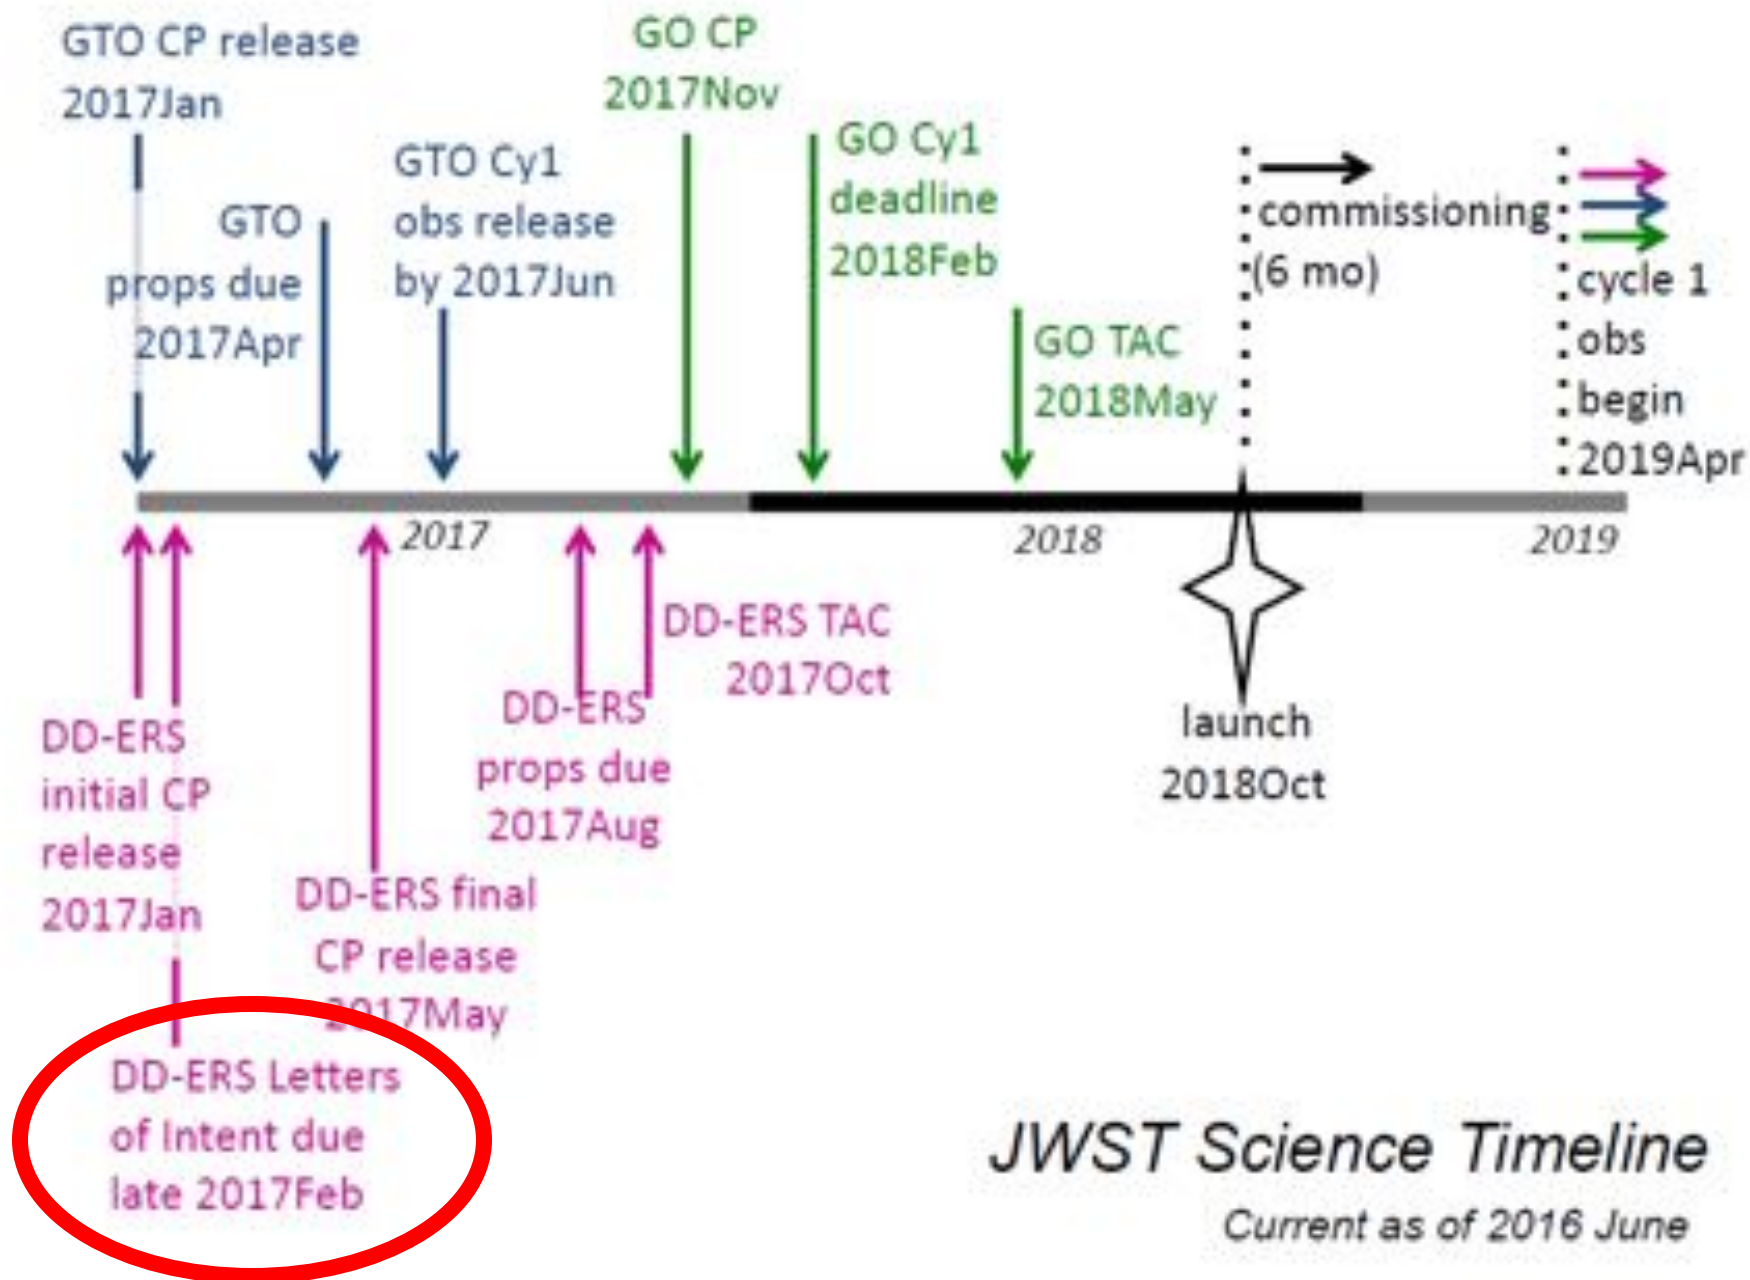 GTO CP release
2017Jan
GTO
props due
2017Apr
GTO Cy1
obs release
by 2017Jun
GO CP
2017Nov
GO Cy1
deadline
2018Feb
GO TAC
2018May
commissioning
(6 mo)
cycle 1
obs
begin
2019Apr
2017
2018
2019
DD-ERS
initial CP
release
2017Jan
DD-ERS Letters
of Intent due
late 2017Feb
DD-ERS final
CP release
2017May
DD-ERS
props due
2017Aug
DD-ERS TAC
2017Oct
launch
2018Oct
JWST Science Timeline
Current as of 2016 June